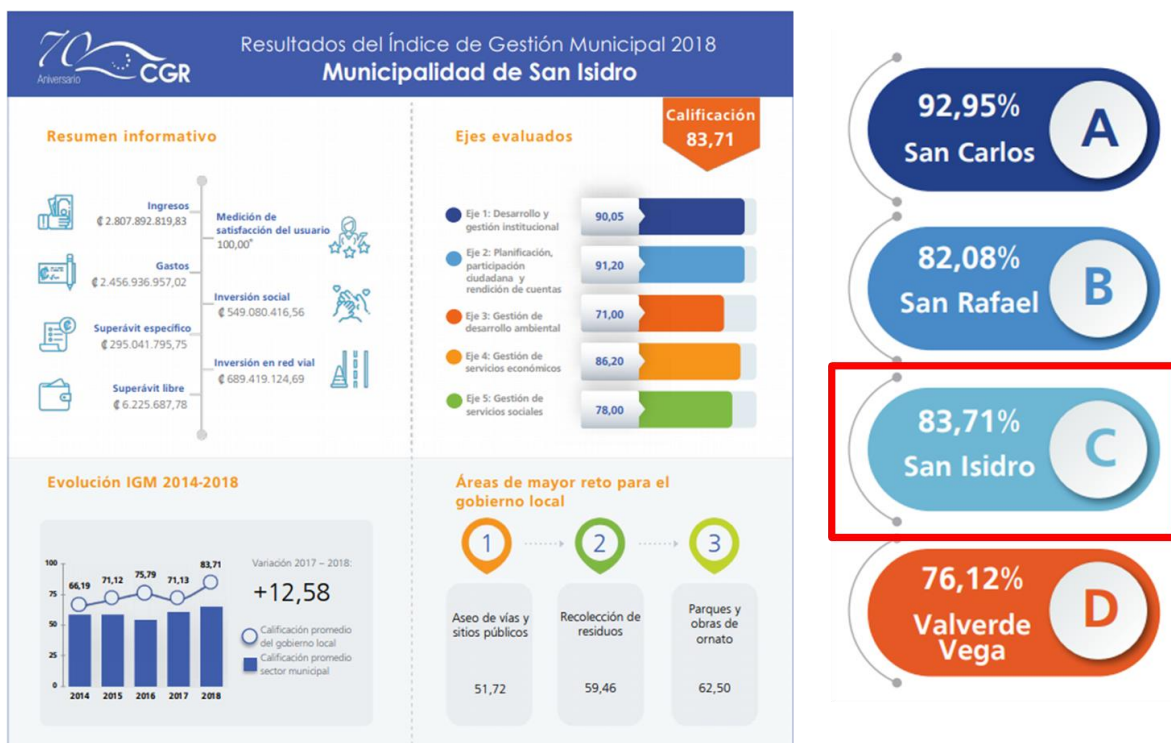 70
Aniversario
CGR
Resultados del Índice de Gestión Municipal 2018
Municipalidad de San Isidro
Resumen informativo
Ingresos
₡ 2.807.892.819,83
Gastos
₡ 2.456.936.957,02
Superávit específico
₡ 295.041.795,75
Superávit libre
₡ 6.225.687,78
Medición de
satisfacción del usuario
100,00*
Inversión social
₡ 549.080.416,56
Inversión en red vial
₡ 689.419.124,69
Ejes evaluados
Calificación
83,71
Eje 1: Desarrollo y
gestión institucional
90,05
Eje 2: Planificación,
participación
ciudadana y
rendición de cuentas
91,20
Eje 3: Gestión de
desarrollo ambiental
71,00
Eje 4: Gestión de
servicios económicos
86,20
Eje 5: Gestión de
servicios sociales
78,00
Evolución IGM 2014-2018
100
75
50
25
0
66,19
71,12
75,79
71,13
83,71
2014 2015 2016 2017 2018
Variación 2017 – 2018:
+12,58
Calificación promedio
del gobierno local
Calificación promedio
sector municipal
Áreas de mayor reto para el
gobierno local
1
2
3
Aseo de vías y
sitios públicos
51,72
Recolección de
residuos
59,46
Parques y
obras de
ornato
62,50
92,95%
San Carlos
A
82,08%
San Rafael
B
83,71%
San Isidro
C
76,12%
Valverde
Vega
D